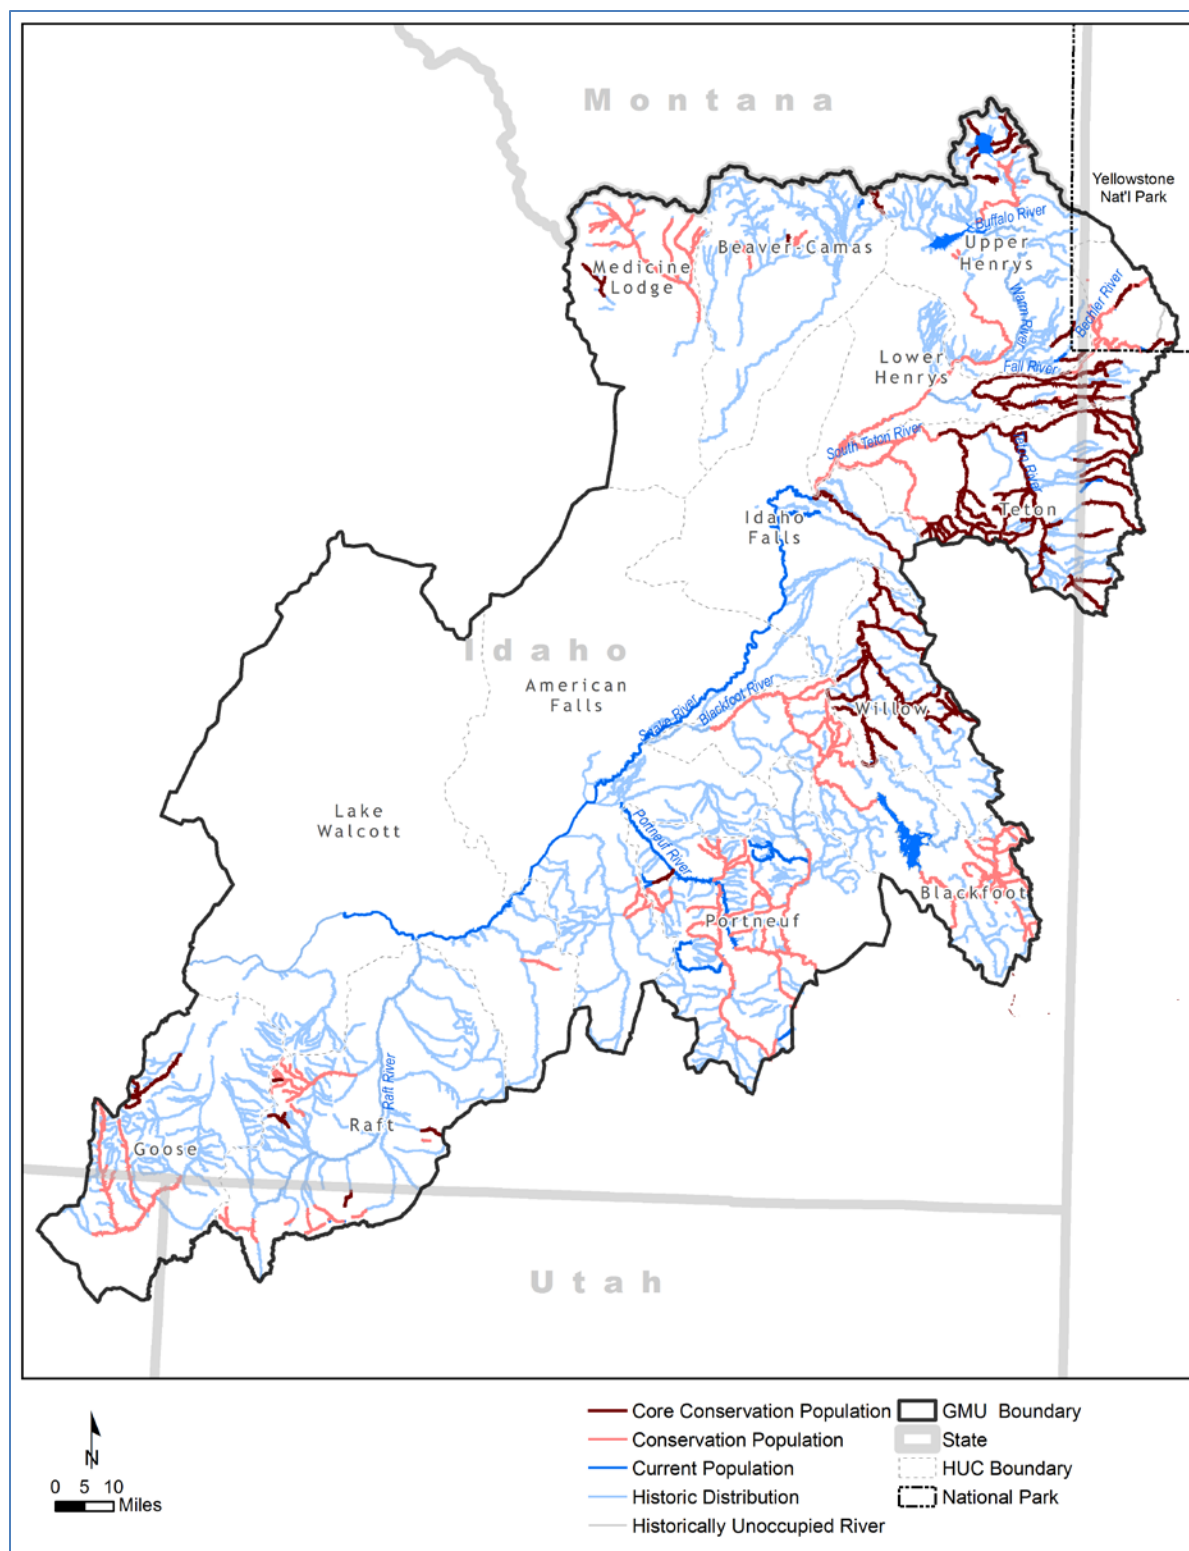 Montana
Yellowstone
Nat'l Park
Buffalo River
Beaver-Camas
Upper
Henrys
Medicine
Lodge
Warm River
Bechler River
Lower
Henrys
Fall River
South Teton River
Teton River
Teton
Idaho
Falls
Idaho
American
Falls
Snake River
Blackfoot River
Willow
Lake
Walcott
Portneuf River
Blackfoot
Portneuf
Raft River
Raft
Goose
Utah
N
0 5 10
Miles
Core Conservation Population
Conservation Population
Current Population
Historic Distribution
Historically Unoccupied River
GMU Boundary
State
HUC Boundary
National Park